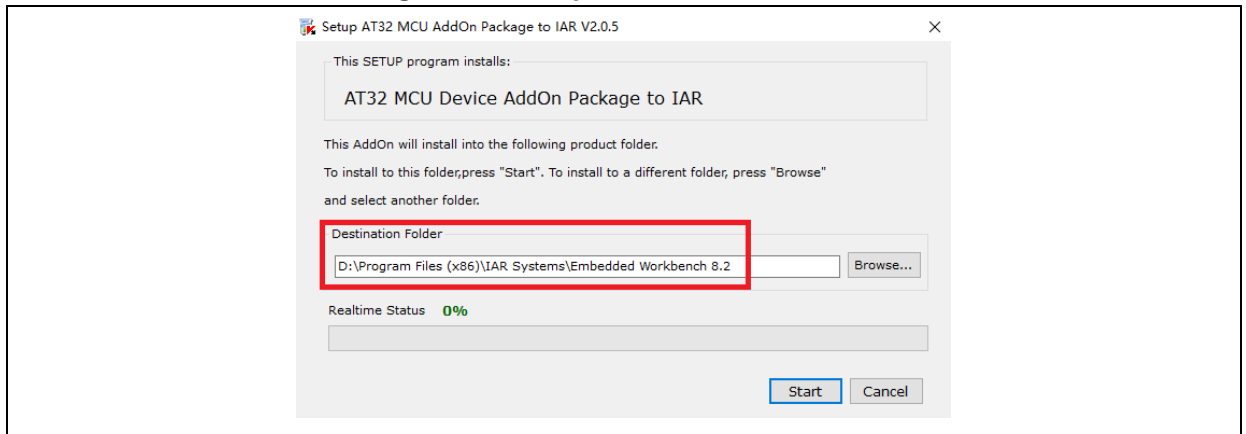 Setup AT32 MCU AddOn Package to IAR V2.0.5
This SETUP program installs:
AT32 MCU Device AddOn Package to IAR
This AddOn will install into the following product folder.
To install to this folder,press "Start". To install to a different folder, press "Browse"
and select another folder.
Destination Folder
D:\Program Files (x86)\IAR Systems\Embedded Workbench 8.2
Browse...
Realtime Status 0%
Start Cancel